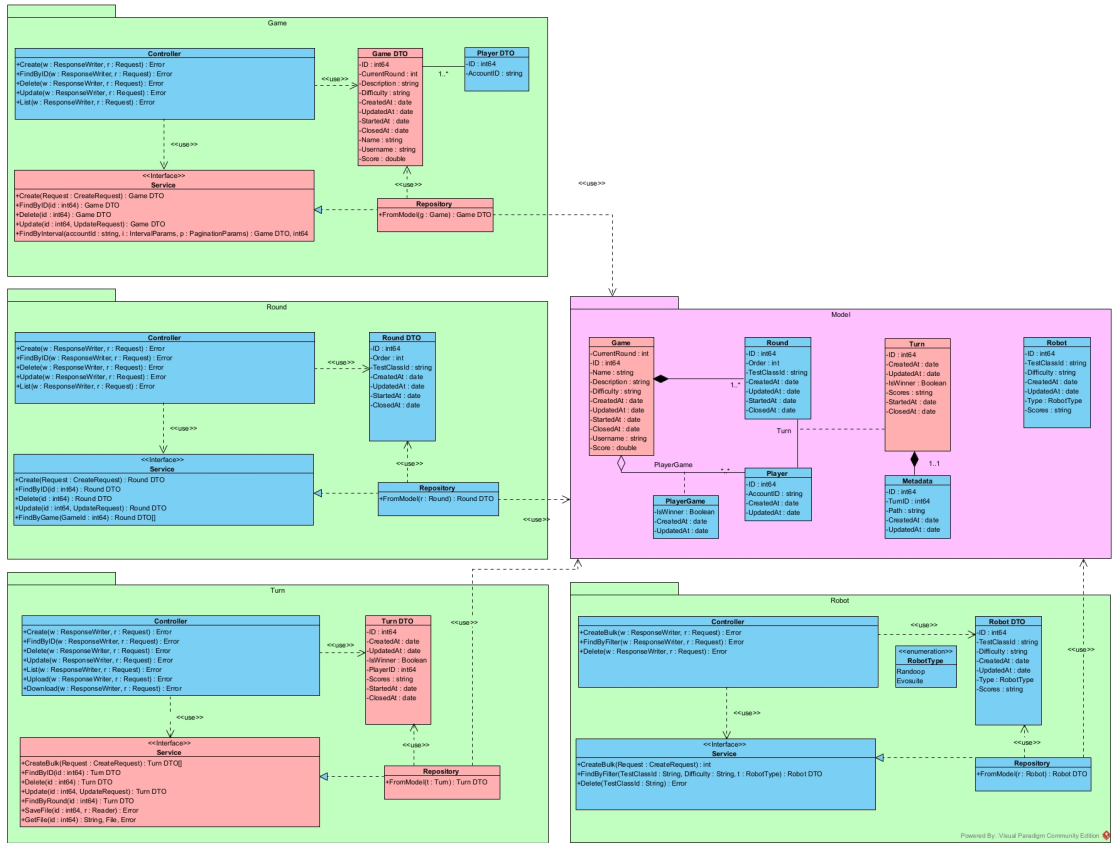 Game
Controller
+Create(w : ResponseWriter, r : Request) : Error
+FindByID(w : ResponseWriter, r : Request) : Error
+Delete(w : ResponseWriter, r : Request) : Error
+Update(w : ResponseWriter, r : Request) : Error
+List(w : ResponseWriter, r : Request) : Error
<<use>>
Game DTO
-ID : int64
-CurrentRound : int
-Description : string
-Difficulty : string
-CreatedAt : date
-UpdatedAt : date
-StartedAt : date
-ClosedAt : date
-Name : string
-Username : string
-Score : double
1..*
Player DTO
-ID : int64
-AccountID : string
<<use>>
<<Interface>>
Service
+Create(Request : CreateRequest) : Game DTO
+FindByID(id : int64) : Game DTO
+Delete(id : int64) : Game DTO
+Update(id : int64, UpdateRequest) : Game DTO
+FindByInterval(accountId : string, i : IntervalParams, p : PaginationParams) : Game DTO, int64
<<use>>
Repository
+FromModel(g : Game) : Game DTO
<<use>>
Round
Controller
+Create(w : ResponseWriter, r : Request) : Error
+FindByID(w : ResponseWriter, r : Request) : Error
+Delete(w : ResponseWriter, r : Request) : Error
+Update(w : ResponseWriter, r : Request) : Error
+List(w : ResponseWriter, r : Request) : Error
<<use>>
Round DTO
-ID : int64
-Order : int
-TestClassId : string
-CreatedAt : date
-UpdatedAt : date
-StartedAt : date
-ClosedAt : date
<<use>>
<<Interface>>
Service
+Create(Request : CreateRequest) : Round DTO
+FindByID(id : int64) : Round DTO
+Delete(id : int64) : Round DTO
+Update(id : int64, UpdateRequest) : Round DTO
+FindByGame(GameId : int64) : Round DTO[]
<<use>>
Repository
+FromModel(r : Round) : Round DTO
<<use>>
Model
Game
-CurrentRound : int
-ID : int64
-Name : string
-Description : string
-Difficulty : string
-CreatedAt : date
-UpdatedAt : date
-StartedAt : date
-ClosedAt : date
-Username : string
-Score : double
1..*
Round
-ID : int64
-Order : int
-TestClassId : string
-CreatedAt : date
-UpdatedAt : date
-StartedAt : date
-ClosedAt : date
Turn
Turn
-ID : int64
-CreatedAt : date
-UpdatedAt : date
-IsWinner : Boolean
-Scores : string
-StartedAt : date
-ClosedAt : date
Robot
-ID : int64
-TestClassId : string
-Difficulty : string
-CreatedAt : date
-UpdatedAt : date
-Type : RobotType
-Scores : string
PlayerGame
*..*
PlayerGame
-IsWinner : Boolean
-CreatedAt : date
-UpdatedAt : date
Player
-ID : int64
-AccountID : string
-CreatedAt : date
-UpdatedAt : date
1..1
Metadata
-ID : int64
-TurnID : int64
-Path : string
-CreatedAt : date
-UpdatedAt : date
Turn
Controller
+Create(w : ResponseWriter, r : Request) : Error
+FindByID(w : ResponseWriter, r : Request) : Error
+Delete(w : ResponseWriter, r : Request) : Error
+Update(w : ResponseWriter, r : Request) : Error
+List(w : ResponseWriter, r : Request) : Error
+Upload(w : ResponseWriter, r : Request) : Error
+Download(w : ResponseWriter, r : Request) : Error
<<use>>
Turn DTO
-ID : int64
-CreatedAt : date
-UpdatedAt : date
-IsWinner : Boolean
-PlayerID : int64
-Scores : string
-StartedAt : date
-ClosedAt : date
<<use>>
<<use>>
<<Interface>>
Service
+CreateBulk(Request : CreateRequest) : Turn DTO[]
+FindByID(id : int64) : Turn DTO
+Delete(id : int64) : Turn DTO
+Update(id : int64, UpdateRequest) : Turn DTO
+FindByRound(id : int64) : Turn DTO
+SaveFile(id : int64, r : Reader) : Error
+GetFile(id : int64) : String, File, Error
<<use>>
Repository
+FromModel(t : Turn) : Turn DTO
Robot
Controller
+CreateBulk(w : ResponseWriter, r : Request) : Error
+FindByFilter(w : ResponseWriter, r : Request) : Error
+Delete(w : ResponseWriter, r : Request) : Error
<<use>>
<<enumeration>>
RobotType
Randoop
Evosuite
Robot DTO
-ID : int64
-TestClassId : string
-Difficulty : string
-CreatedAt : date
-UpdatedAt : date
-Type : RobotType
-Scores : string
<<use>>
<<use>>
<<Interface>>
Service
+CreateBulk(Request : CreateRequest) : int
+FindByFilter(TestClassId : String, Difficulty : String, t : RobotType) : Robot DTO
+Delete(TestClassId : String) : Error
<<use>>
Repository
+FromModel(r : Robot) : Robot DTO
Powered By: Visual Paradigm Community Edition